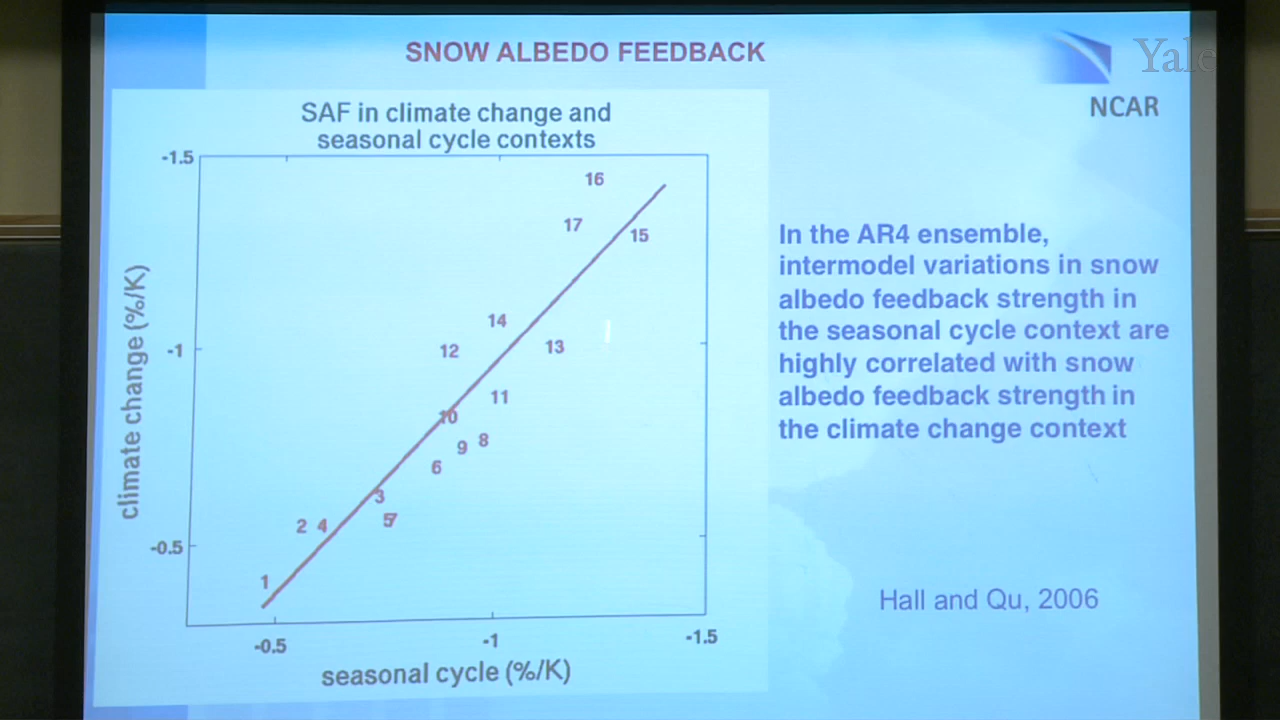 SNOW ALBEDO FEEDBACK
Yale
NCAR
SAF in climate change and
seasonal cycle contexts
-1.5
-1
-0.5
climate change (%/K)
16
17
15
14
12
13
11
10
9 8
6
3
5 7
2 4
1
-0.5
-1
-1.5
seasonal cycle (%/K)
In the AR4 ensemble,
intermodel variations in snow
albedo feedback strength in
the seasonal cycle context are
highly correlated with snow
albedo feedback strength in
the climate change context
Hall and Qu, 2006